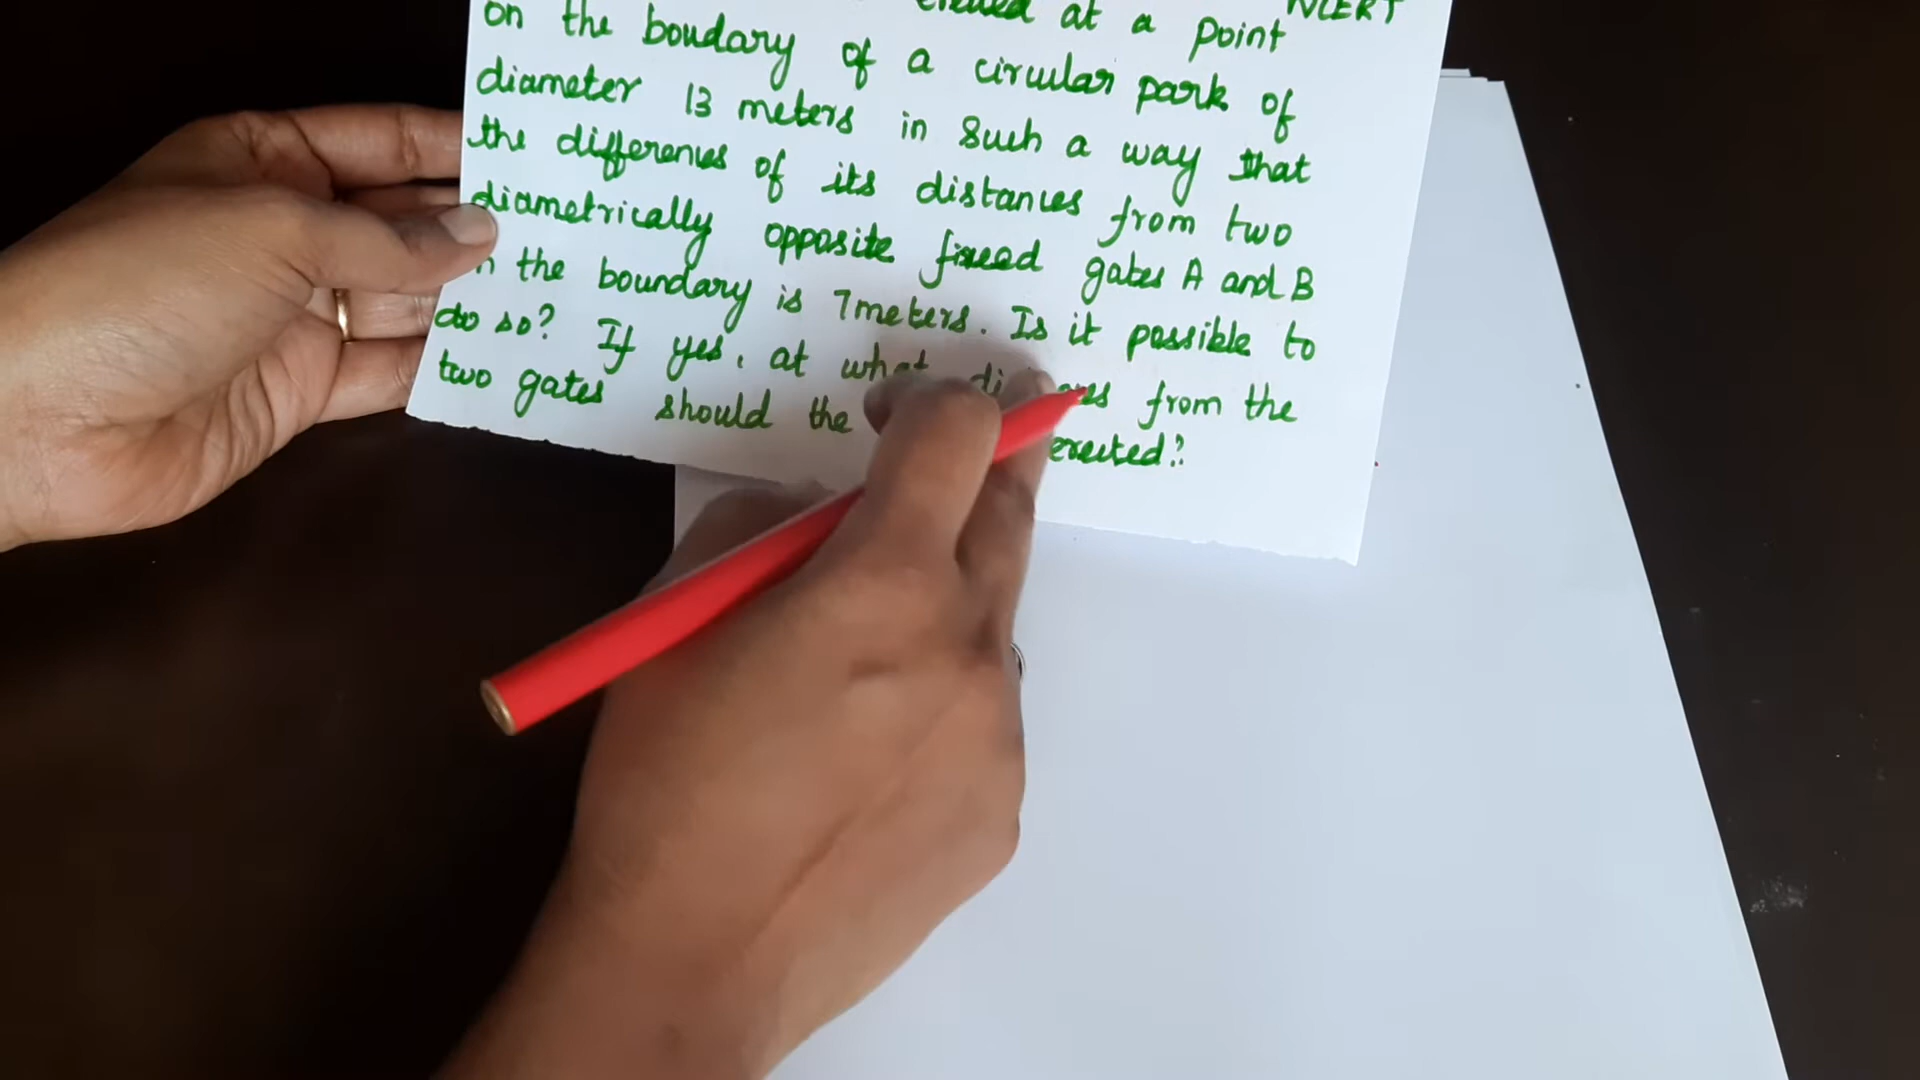 NCERT
at a point
on the boudary of a circular park of
diameter 13 meters in such a way that
the differences of its distances from two
diametrically opposite fixed gates A and B
the boundary is 7meters. Is it possible to
do so? If yes, at what from the
two gates should the erected?